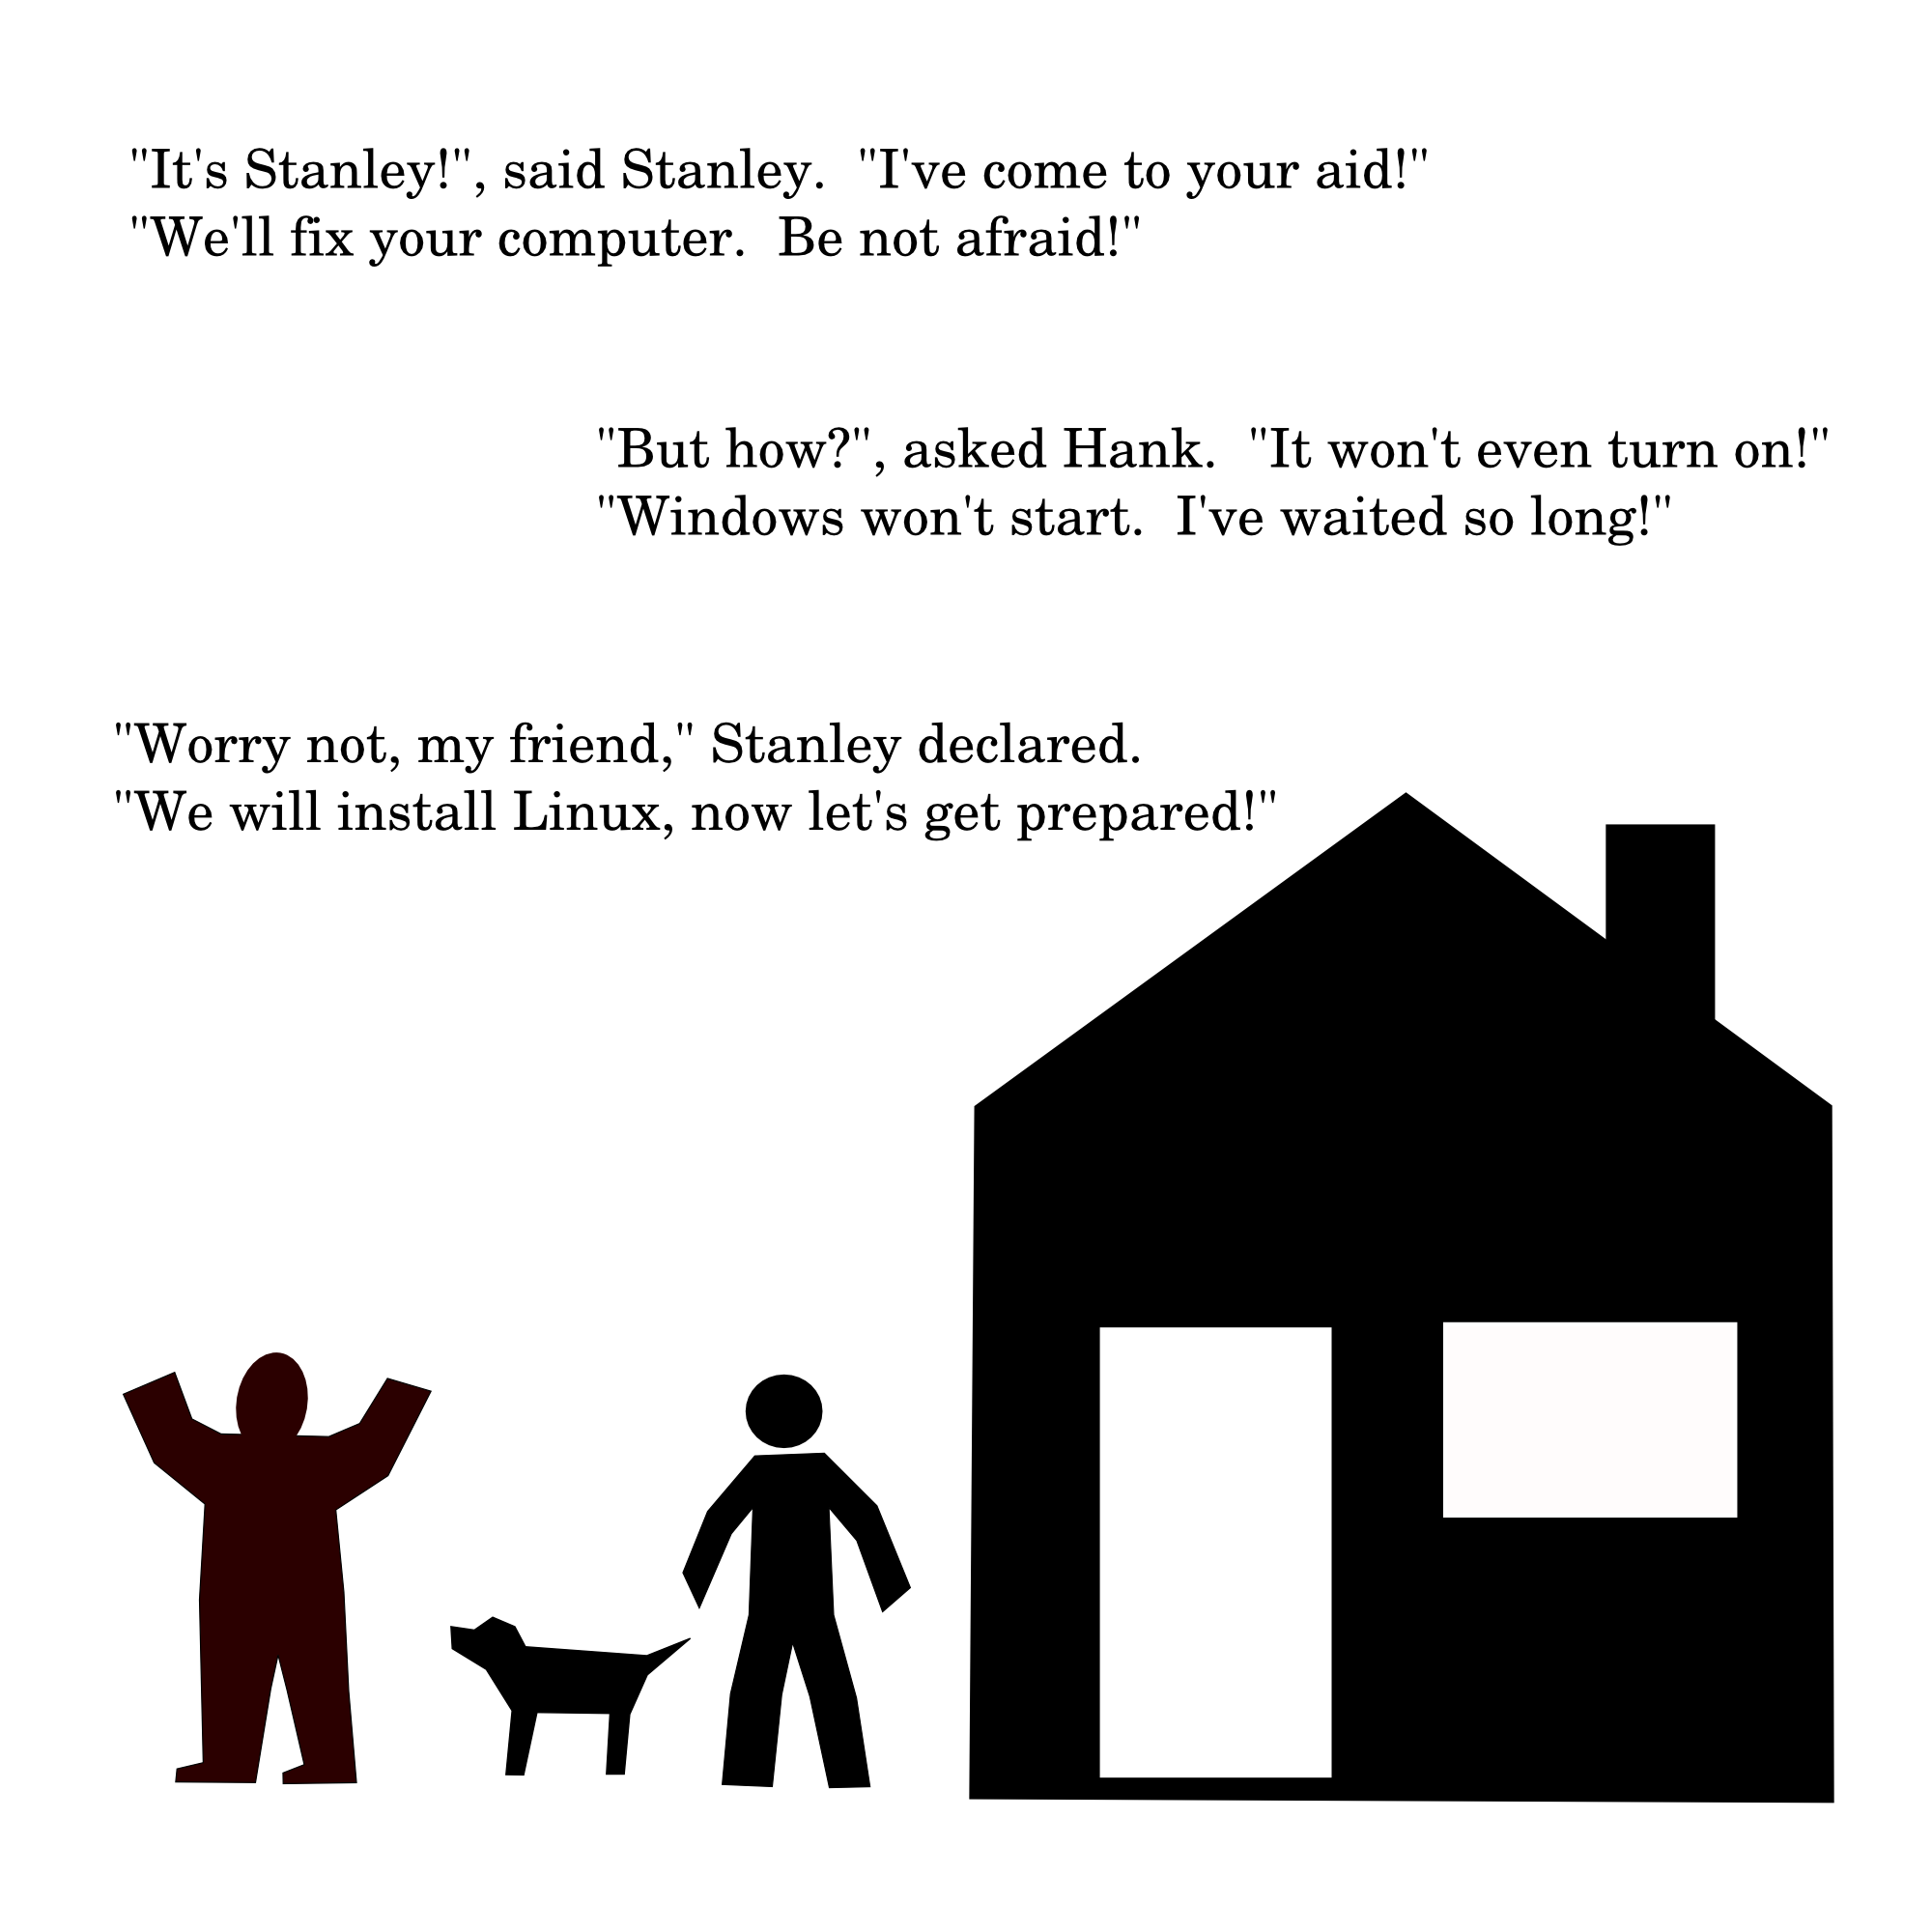 "It's Stanley!", said Stanley.  "I've come to your aid!"
"We'll fix your computer.  Be not afraid!"
"But how?", asked Hank.  "It won't even turn on!"
"Windows won't start.  I've waited so long!"
"Worry not, my friend," Stanley declared.
"We will install Linux, now let's get prepared!"